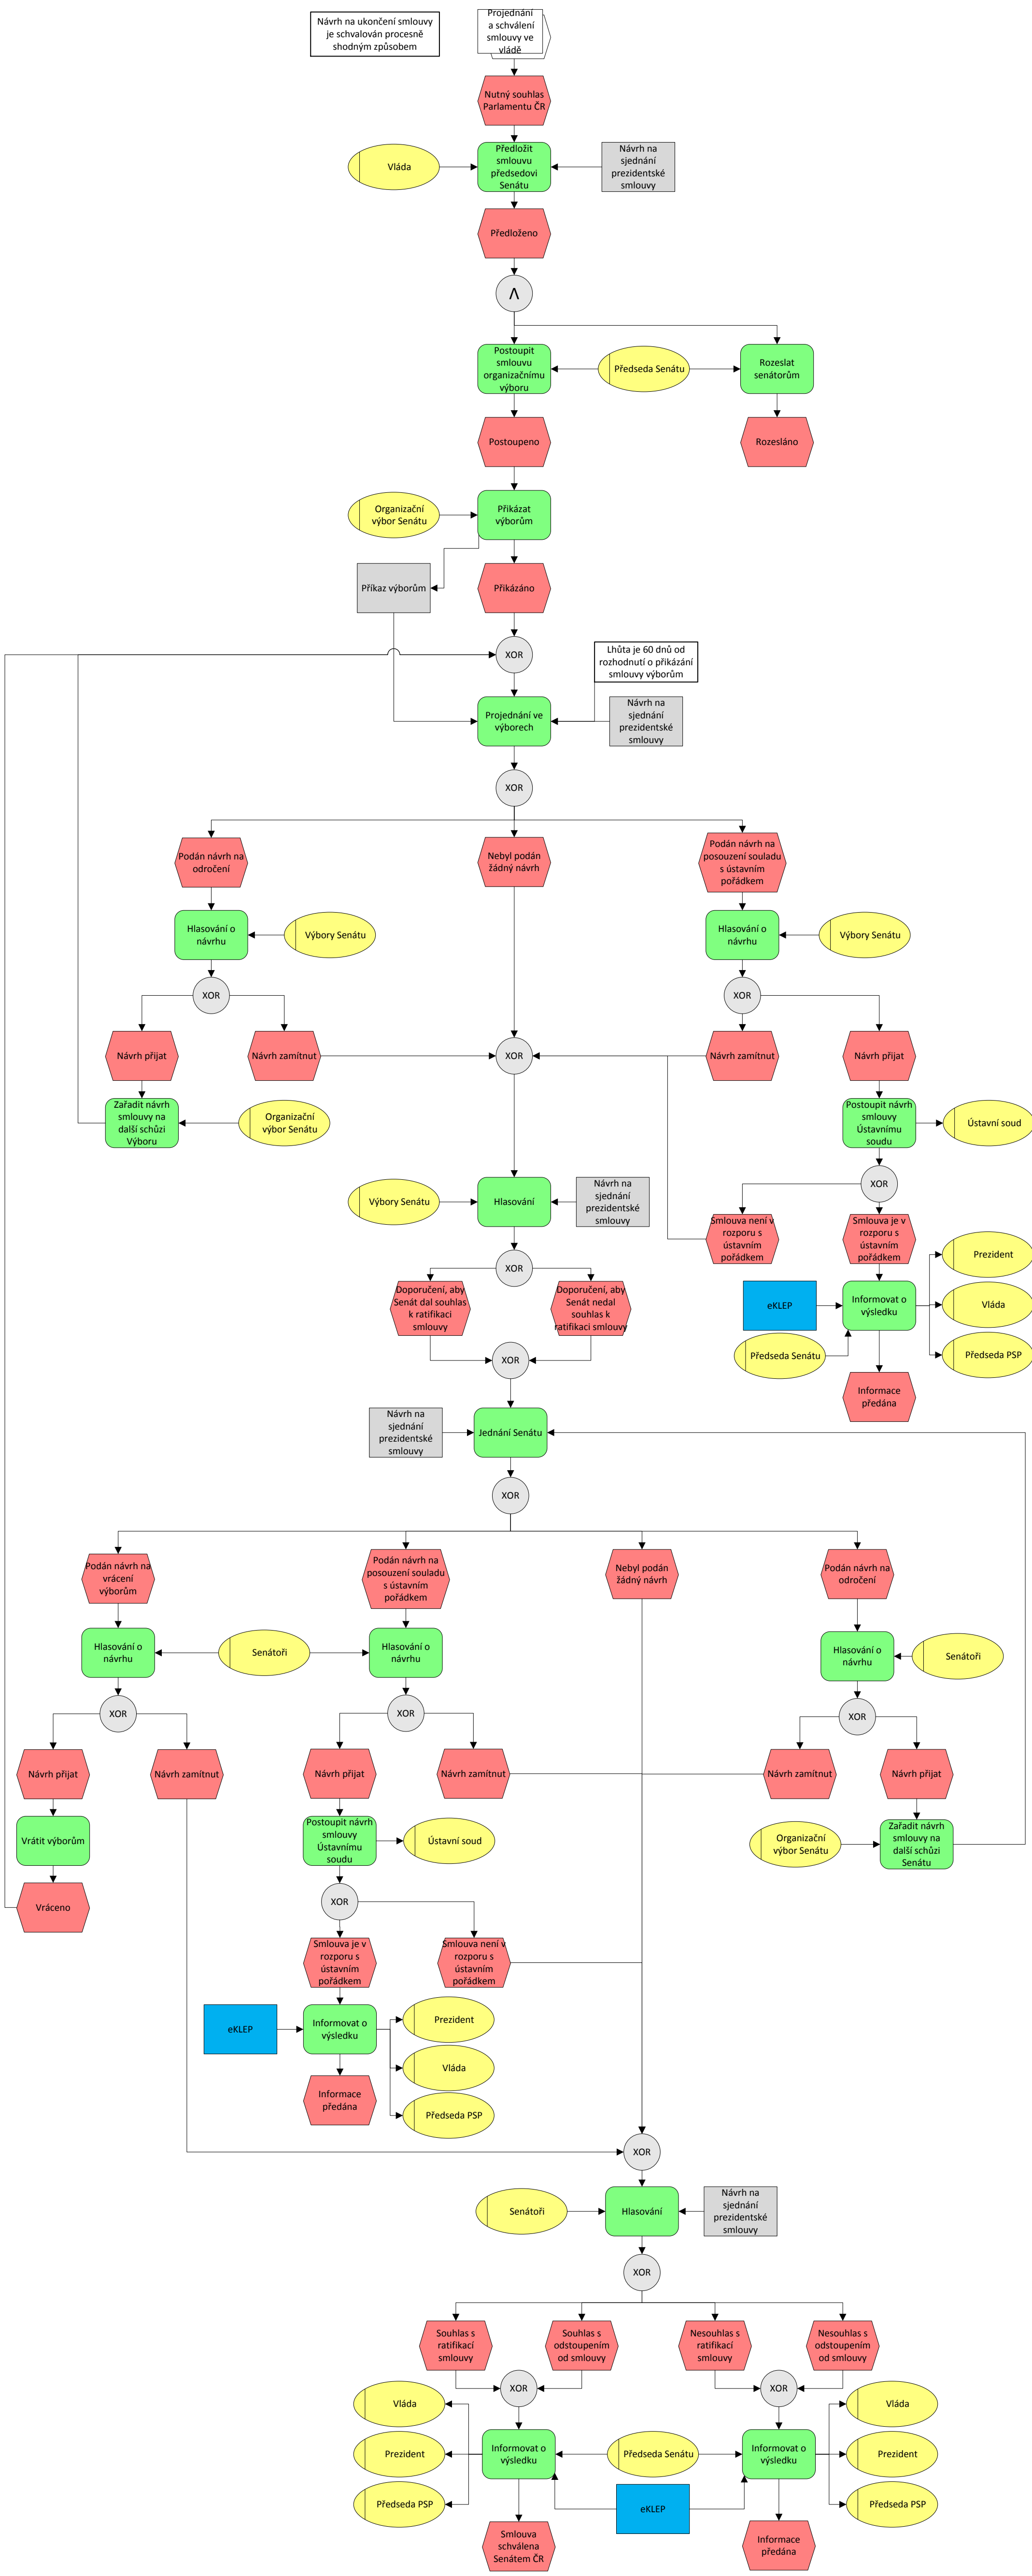 Návrh na ukončení smlouvy
je schvalován procesně
shodným způsobem
Projednání
a schválení
smlouvy ve
vládě
Nutný souhlas
Parlamentu ČR
Vláda
Předložit
smlouvu
předsedovi
Senátu
Návrh na
sjednání
prezidentské
smlouvy
Předloženo
Λ
Postoupit
smlouvu
organizačnímu
výboru
Předseda Senátu
Rozeslat
senátorům
Postoupeno
Rozesláno
Organizační
výbor Senátu
Přikázat
výborům
Příkaz výborům
Přikázáno
XOR
Lhůta je 60 dnů od
rozhodnutí o přikázání
smlouvy výborům
Projednání ve
výborech
Návrh na
sjednání
prezidentské
smlouvy
XOR
Podán návrh na
odročení
Nebyl podán
žádný návrh
Podán návrh na
posouzení souladu
s ústavním
pořádkem
Hlasování o
návrhu
Výbory Senátu
Hlasování o
návrhu
Výbory Senátu
XOR
XOR
Návrh přijat
Návrh zamítnut
XOR
Návrh zamítnut
Návrh přijat
Zařadit návrh
smlouvy na
další schůzi
Výboru
Organizační
výbor Senátu
Postoupit návrh
smlouvy
Ústavnímu
soudu
Ústavní soud
XOR
Výbory Senátu
Hlasování
Návrh na
sjednání
prezidentské
smlouvy
Smlouva není v
rozporu s
ústavním
pořádkem
Smlouva je v
rozporu s
ústavním
pořádkem
Prezident
XOR
Doporučení, aby
Senát dal souhlas
k ratifikaci
smlouvy
Doporučení, aby
Senát nedal
souhlas k
ratifikaci smlouvy
eKLEP
Informovat o
výsledku
Vláda
Předseda Senátu
Předseda PSP
XOR
Informace
předána
Návrh na
sjednání
prezidentské
smlouvy
Jednání Senátu
XOR
Podán návrh na
vrácení
výborům
Podán návrh na
posouzení souladu
s ústavním
pořádkem
Nebyl podán
žádný návrh
Podán návrh na
odročení
Hlasování o
návrhu
Senátoři
Hlasování o
návrhu
Hlasování o
návrhu
Senátoři
XOR
XOR
XOR
Návrh přijat
Návrh zamítnut
Návrh přijat
Návrh zamítnut
Návrh zamítnut
Návrh přijat
Vrátit výborům
Postoupit návrh
smlouvy
Ústavnímu
soudu
Ústavní soud
Organizační
výbor Senátu
Zařadit návrh
smlouvy na
další schůzi
Senátu
Vráceno
XOR
Smlouva je v
rozporu s
ústavním
pořádkem
Smlouva není v
rozporu s
ústavním
pořádkem
eKLEP
Informovat o
výsledku
Prezident
Vláda
Informace
předána
Předseda PSP
XOR
Senátoři
Hlasování
Návrh na
sjednání
prezidentské
smlouvy
XOR
Souhlas s
ratifikací
smlouvy
Souhlas s
odstoupením
od smlouvy
Nesouhlas s
ratifikací
smlouvy
Nesouhlas s
odstoupením
od smlouvy
XOR
XOR
Vláda
Vláda
Prezident
Informovat o
výsledku
Předseda Senátu
Informovat o
výsledku
Prezident
Předseda PSP
eKLEP
Předseda PSP
Smlouva
schválena
Senátem ČR
Informace
předána